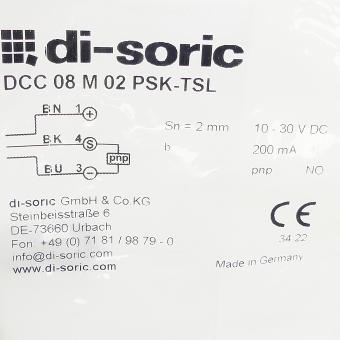 di-soric
DCC 08 M 02 PSK-TSL
BN 1 +
BK 4 S
pnp
BU 3 -
Sn = 2 mm 10 - 30 V DC
b 200 mA
pnp NO
di-soric GmbH & Co.KG
Steinbeisstraße 6
DE-73660 Urbach
Fon: +49 (0) 71 81 / 98 79 - 0
info@di-soric.com
www.di-soric.com
CE
34.22
Made in Germany